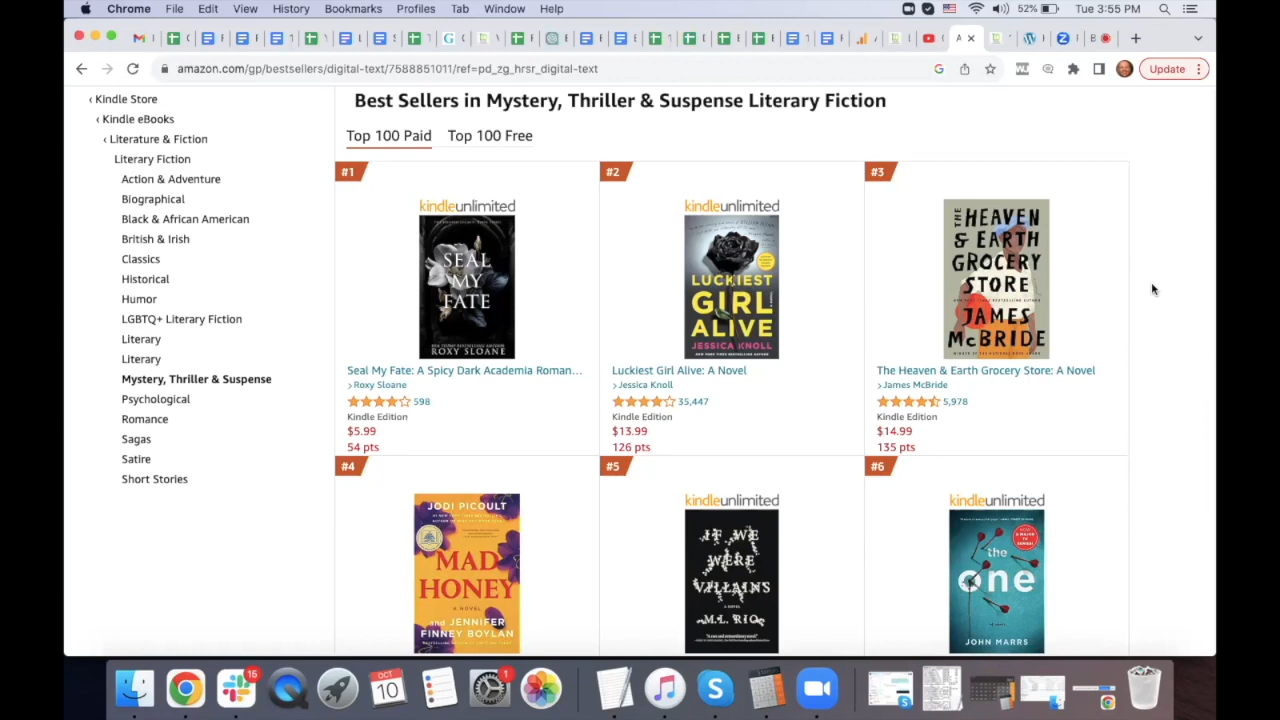 Chrome File Edit View History Bookmarks Profiles Tab Window Help 52% Tue 3:55 PM
amazon.com/gp/bestsellers/digital-text/7588851011/ref=pd_zg_hrsr_digital-text Update
‹ Kindle Store
‹ Kindle eBooks
‹ Literature & Fiction
Literary Fiction
Action & Adventure
Biographical
Black & African American
British & Irish
Classics
Historical
Humor
LGBTQ+ Literary Fiction
Literary
Literary
Mystery, Thriller & Suspense
Psychological
Romance
Sagas
Satire
Short Stories
Best Sellers in Mystery, Thriller & Suspense Literary Fiction
Top 100 Paid Top 100 Free
#1
kindleunlimited
SEAL
MY
FATE
ROXY SLOANE
Seal My Fate: A Spicy Dark Academia Roman...
›Roxy Sloane
598
Kindle Edition
$5.99
54 pts
#2
kindleunlimited
LUCKIEST
GIRL
ALIVE
JESSICA KNOLL
Luckiest Girl Alive: A Novel
›Jessica Knoll
35,447
Kindle Edition
$13.99
126 pts
#3
THE
HEAVEN
& EARTH
GROCERY
STORE
JAMES
McBRIDE
The Heaven & Earth Grocery Store: A Novel
›James McBride
5,978
Kindle Edition
$14.99
135 pts
#4
JODI PICOULT
MAD
HONEY
A NOVEL
and JENNIFER
FINNEY BOYLAN
#5
kindleunlimited
IF WE
WERE
VILLAINS
M.L. RIO
#6
kindleunlimited
the
one
JOHN MARRS
15
OCT
10
1